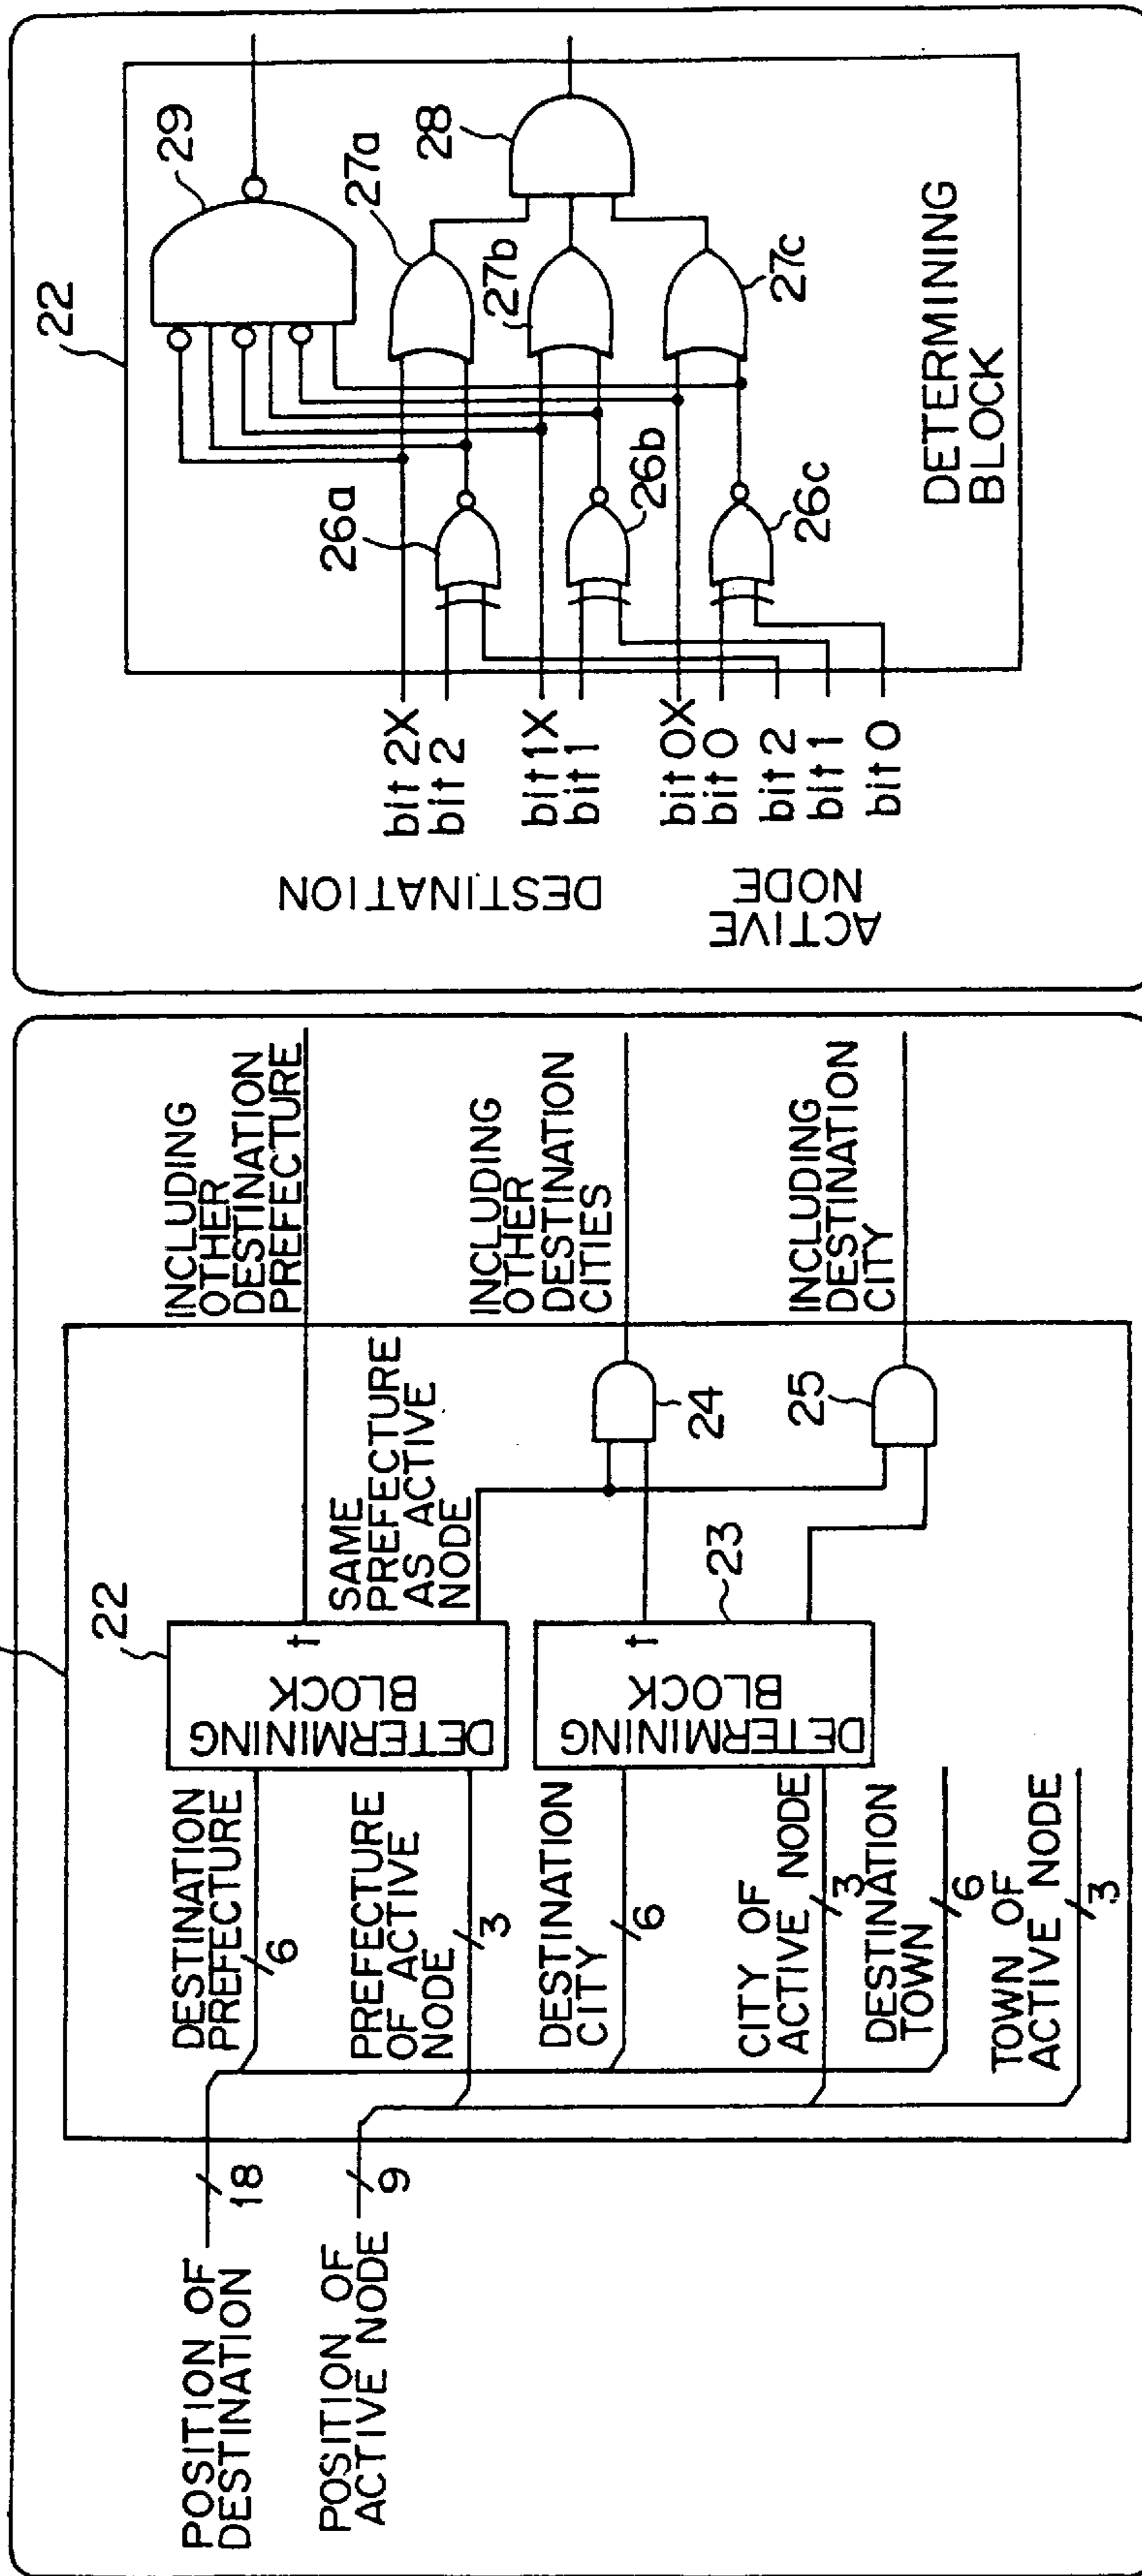 POSITION OF
DESTINATION
18
POSITION OF
ACTIVE NODE
9
DESTINATION
PREFECTURE
6
PREFECTURE
OF ACTIVE
NODE
3
DESTINATION
CITY
6
CITY OF
ACTIVE NODE
3
DESTINATION
TOWN
6
TOWN OF
ACTIVE NODE
3
22
DETERMINING
BLOCK
t
SAME
PREFECTURE
AS ACTIVE
NODE
23
DETERMINING
BLOCK
t
24
25
INCLUDING
OTHER
DESTINATION
PREFECTURE
INCLUDING
OTHER
DESTINATION
CITIES
INCLUDING
DESTINATION
CITY
DESTINATION
ACTIVE
NODE
bit 2X
bit 2
bit 1X
bit 1
bit 0X
bit 0
bit 2
bit 1
bit 0
22
26a
26b
26c
27a
27b
27c
28
29
DETERMINING
BLOCK